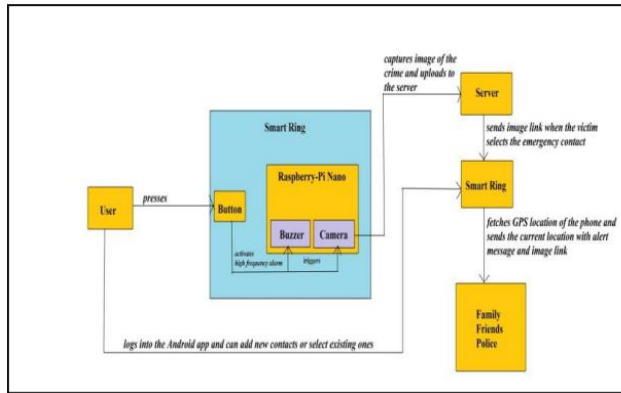 captures image of the
crime and uploads to
the server
Server
Smart Ring
sends image link when the victim
selects the emergency contact
Raspberry-Pi Nano
Smart Ring
presses
User
Button
Buzzer
Camera
fetches GPS location of the phone and
sends the current location with alert
message and image link
activates
high frequency alarm
triggers
Family
Friends
Police
logs into the Android app and can add new contacts or select existing ones